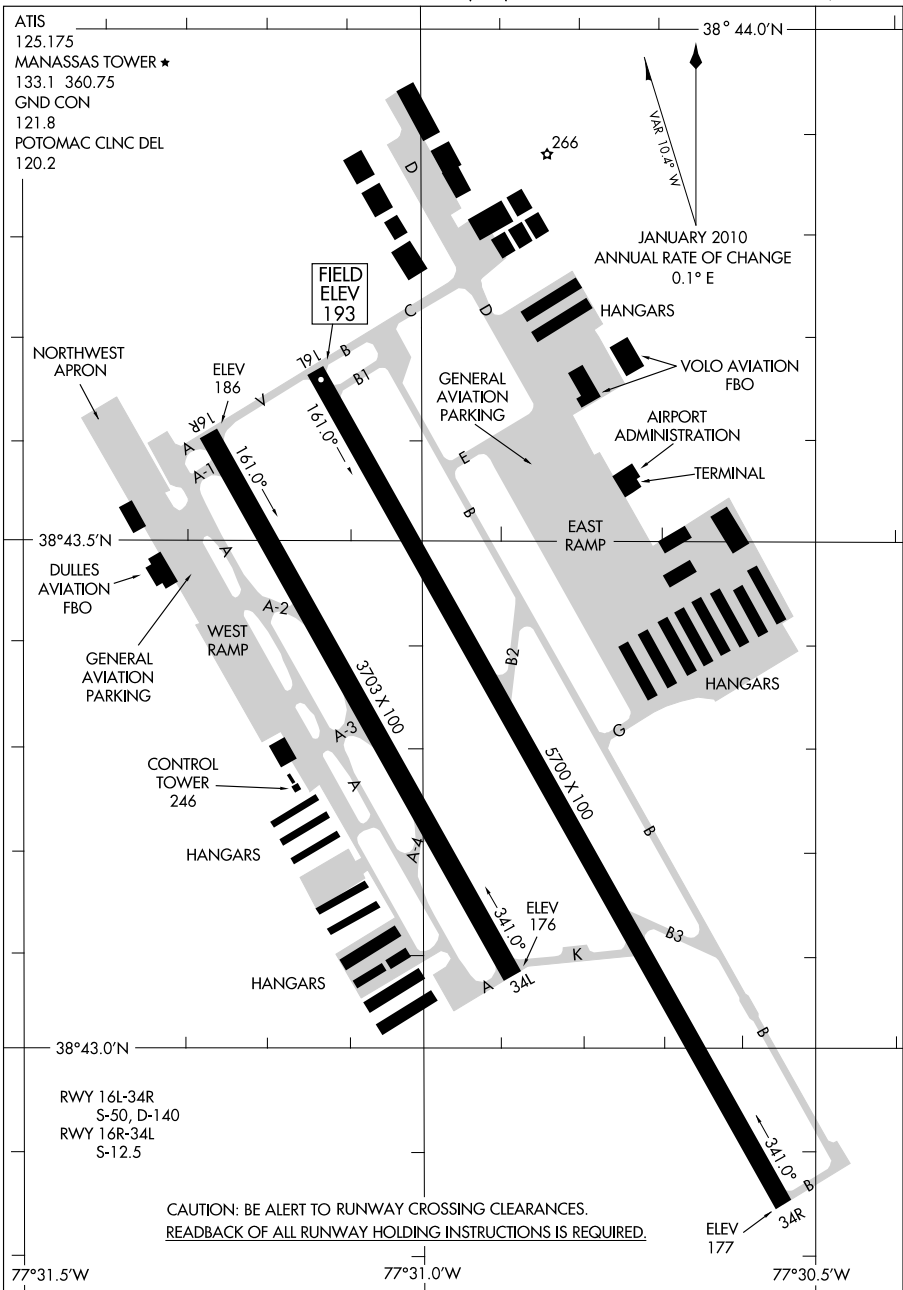 ATIS
125.175
MANASSAS TOWER ★
133.1 360.75
GND CON
121.8
POTOMAC CLNC DEL
120.2
38° 44.0'N
VAR 10.4° W
266
D
JANUARY 2010
ANNUAL RATE OF CHANGE
0.1° E
FIELD
ELEV
193
C
D
HANGARS
NORTHWEST
APRON
ELEV
186
16L
B
B1
V
VOLO AVIATION
FBO
GENERAL
AVIATION
PARKING
AIRPORT
ADMINISTRATION
TERMINAL
16R
A
A-1
161.0°
161.0°
E
B
EAST
RAMP
38°43.5'N
A
DULLES
AVIATION
FBO
A-2
WEST
RAMP
GENERAL
AVIATION
PARKING
B2
HANGARS
3703 X 100
A-3
G
CONTROL
TOWER
246
A
5700 X 100
B
HANGARS
A-4
341.0°
ELEV
176
B3
K
HANGARS
A
34L
B
38°43.0'N
RWY 16L-34R
S-50, D-140
RWY 16R-34L
S-12.5
341.0°
B
34R
CAUTION: BE ALERT TO RUNWAY CROSSING CLEARANCES.
READBACK OF ALL RUNWAY HOLDING INSTRUCTIONS IS REQUIRED.
ELEV
177
77°31.5'W
77°31.0'W
77°30.5'W